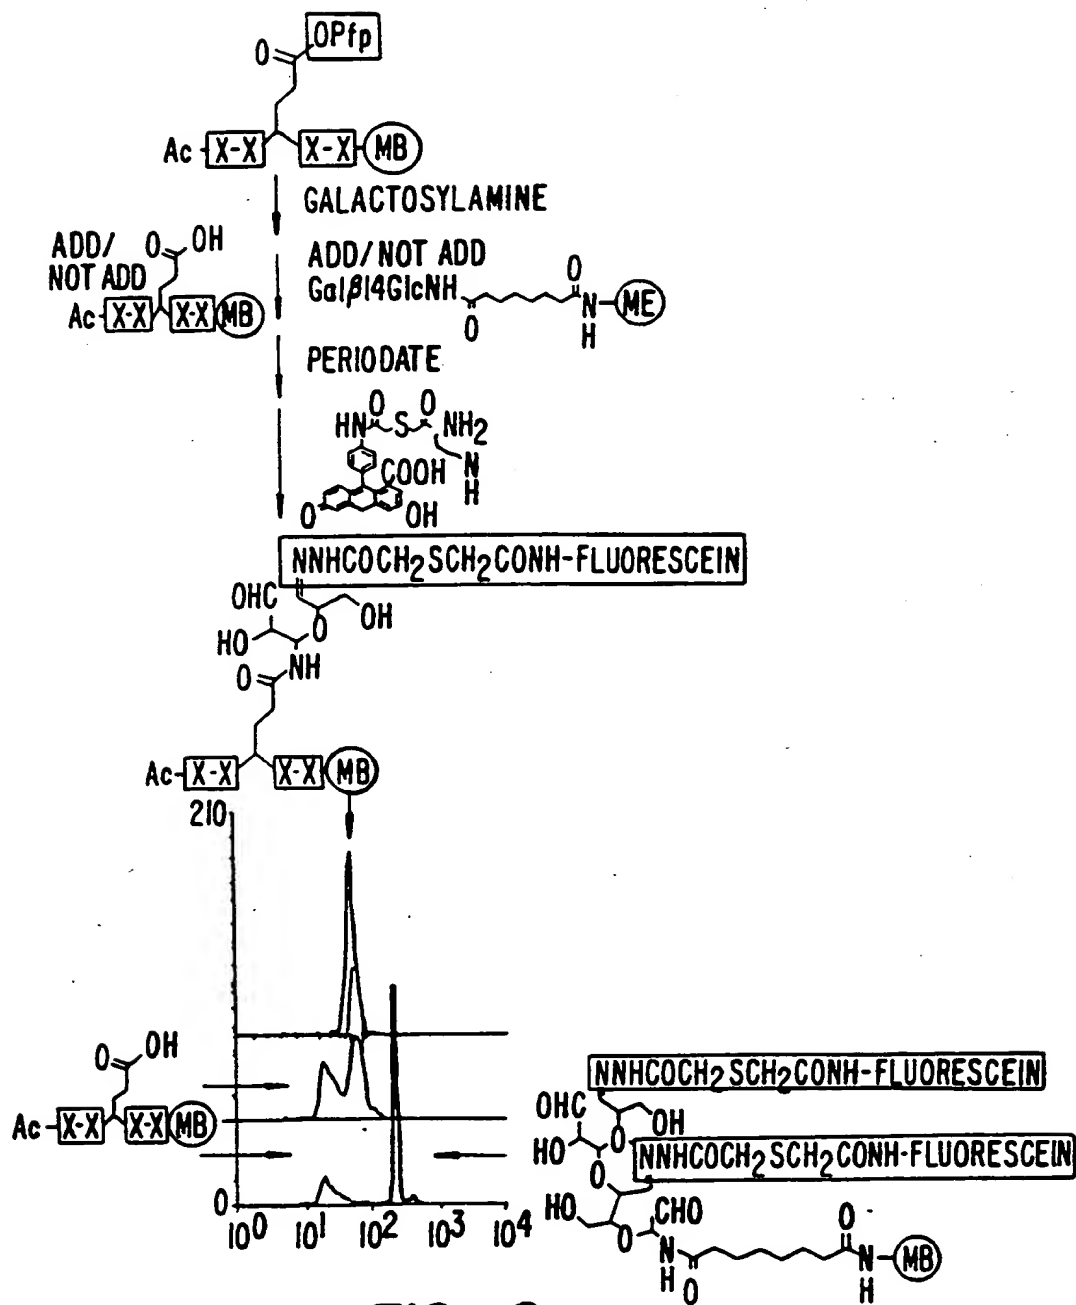 O OPfp
Ac X-X X-X MB
GALACTOSYLAMINE
ADD/ O OH
NOT ADD
Ac X-X X-X MB
ADD/NOT ADD
Galβ14GlcNH O O N H ME
PERIODATE
O O
HN S NH2
N
H
COOH
O OH
NNHCOCH2SCH2CONH-FLUORESCEIN
OHC
OH
HO O
NH
O
Ac X-X X-X MB
210
O OH
Ac X-X X-X MB
0
10^0 10^1 10^2 10^3 10^4
NNHCOCH2SCH2CONH-FLUORESCEIN
OHC
OH
HO O
NNHCOCH2SCH2CONH-FLUORESCEIN
O
HO CHO
O
O N N MB
H O H